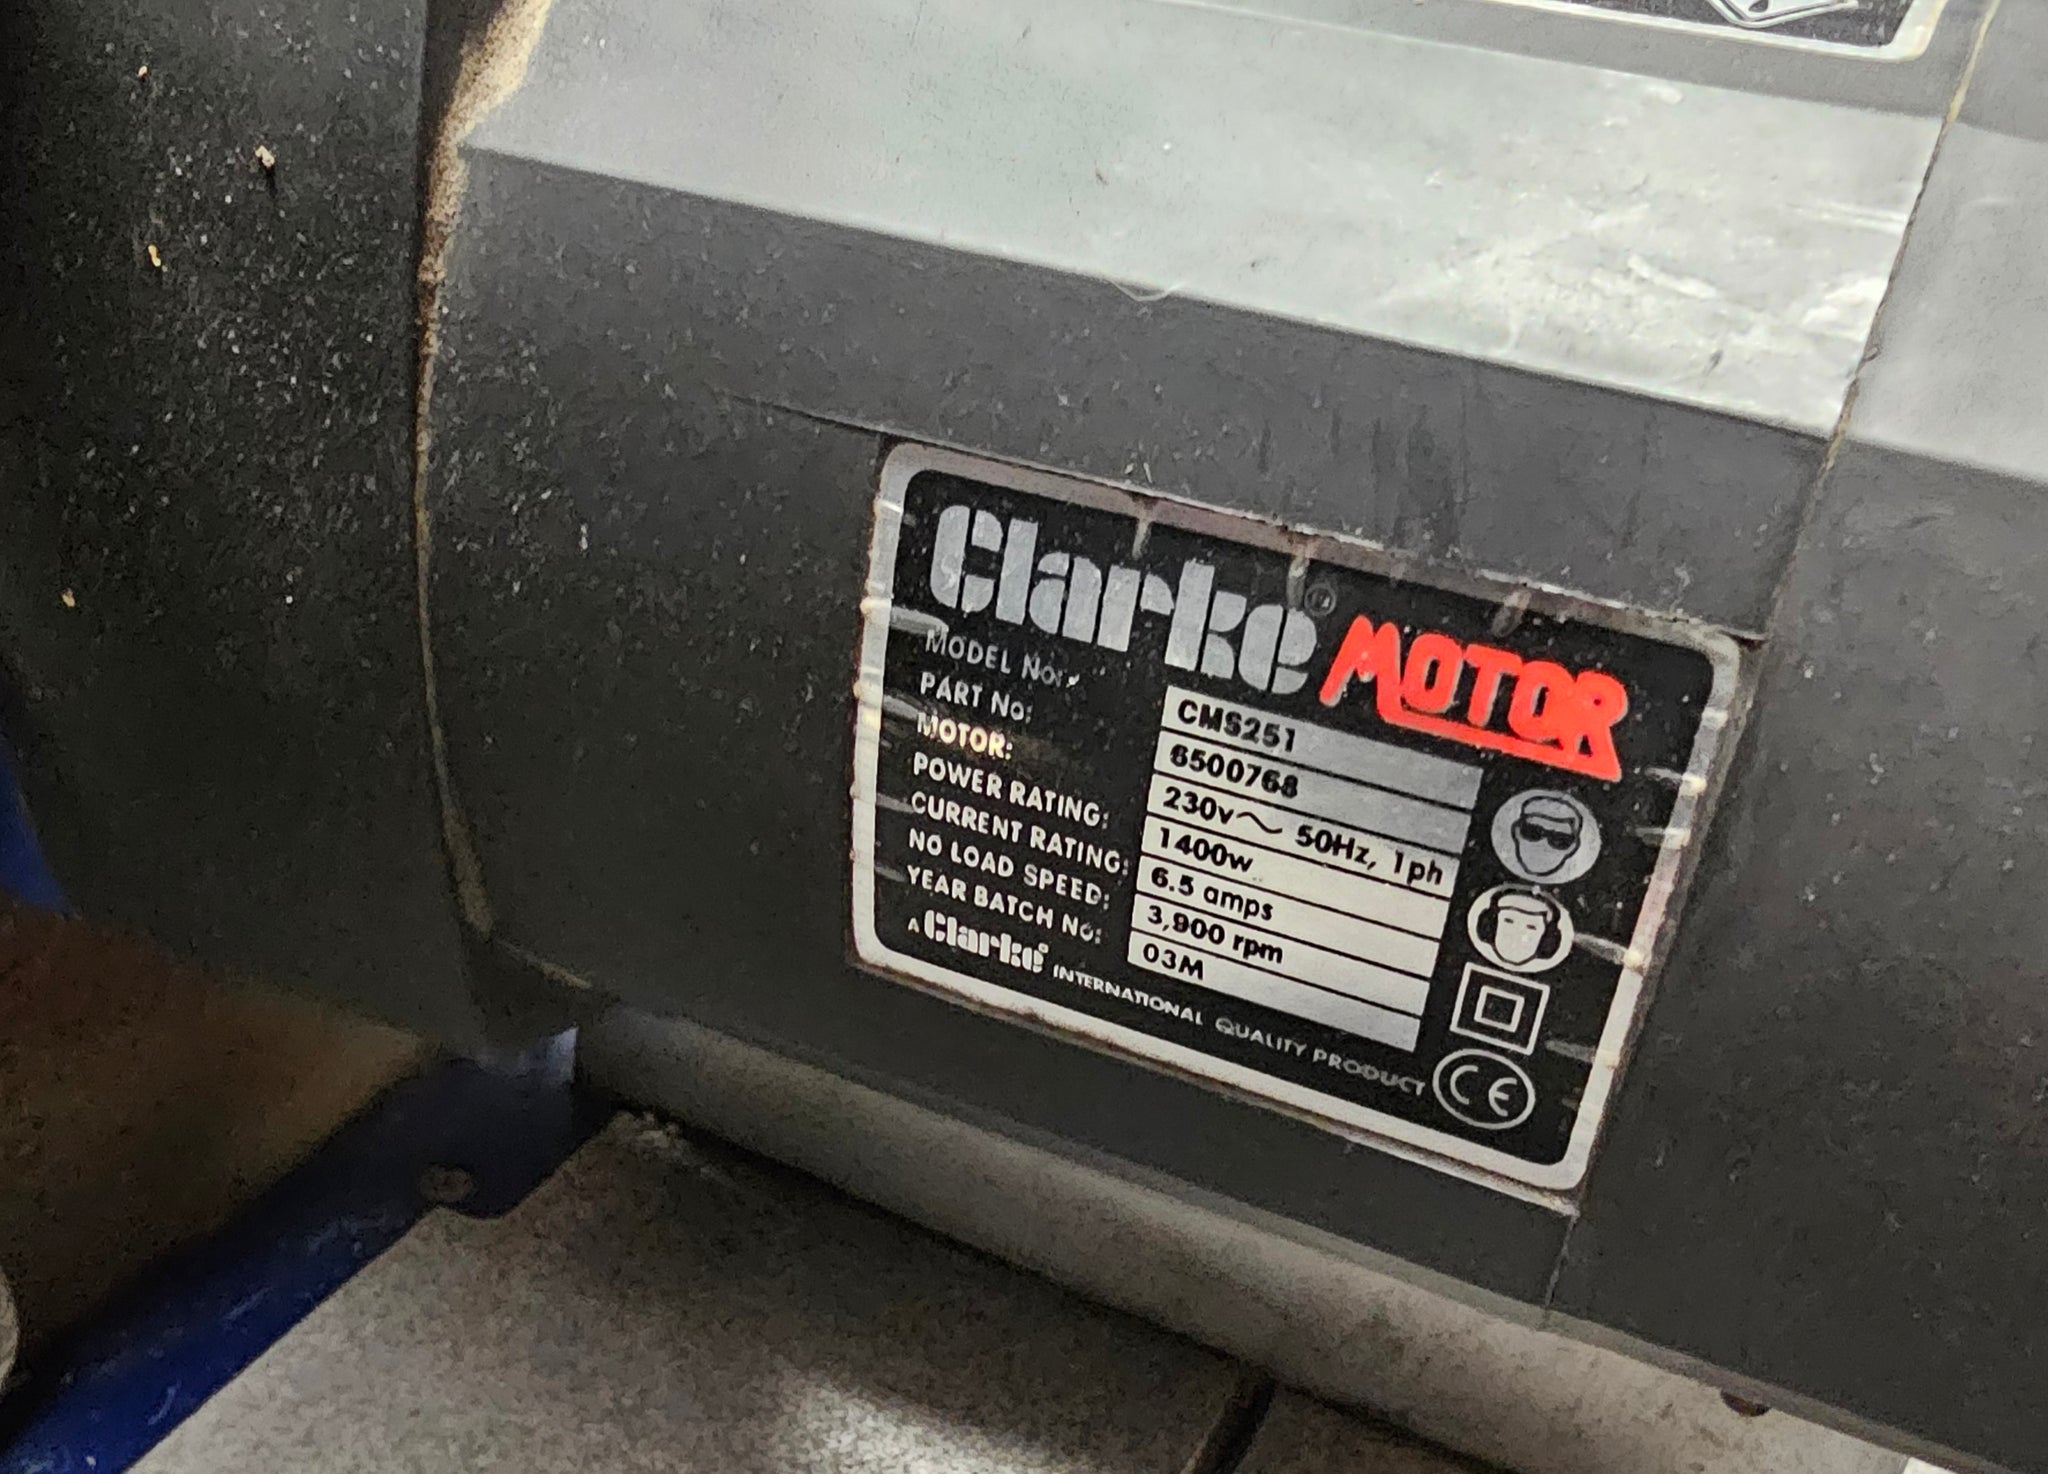 Clarke® MOTOR
MODEL No: CMS251
PART No: 6500768
MOTOR: 230v~ 50Hz, 1ph
POWER RATING: 1400w
CURRENT RATING: 6.5 amps
NO LOAD SPEED: 3,900 rpm
YEAR BATCH No: 03M
A Clarke® INTERNATIONAL QUALITY PRODUCT
CE